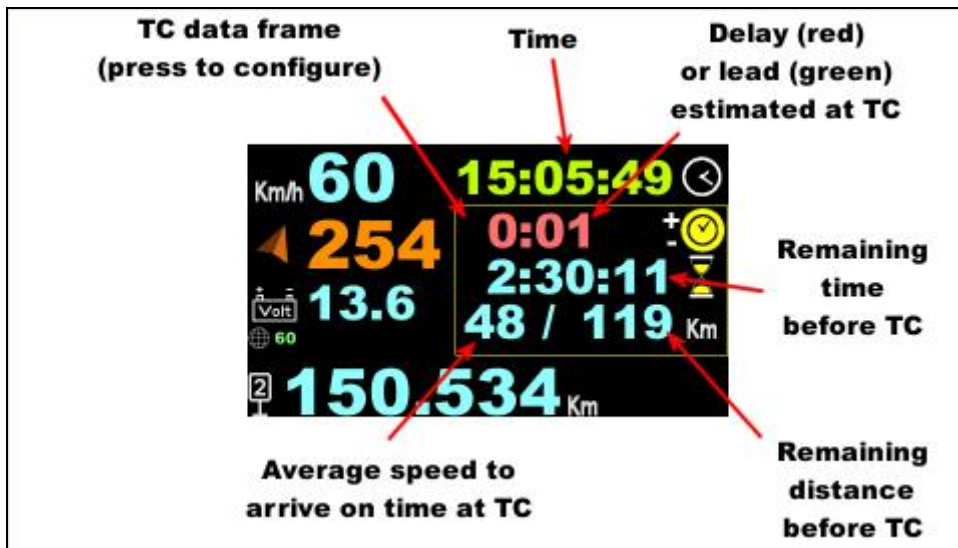 TC data frame
(press to configure)
Time
Delay (red)
or lead (green)
estimated at TC
Km/h 60
15:05:49
254
0:01
+
-
2:30:11
+ -
Volt 13.6
48 / 119 Km
60
2 150.534 Km
Remaining
time
before TC
Average speed to
arrive on time at TC
Remaining
distance
before TC